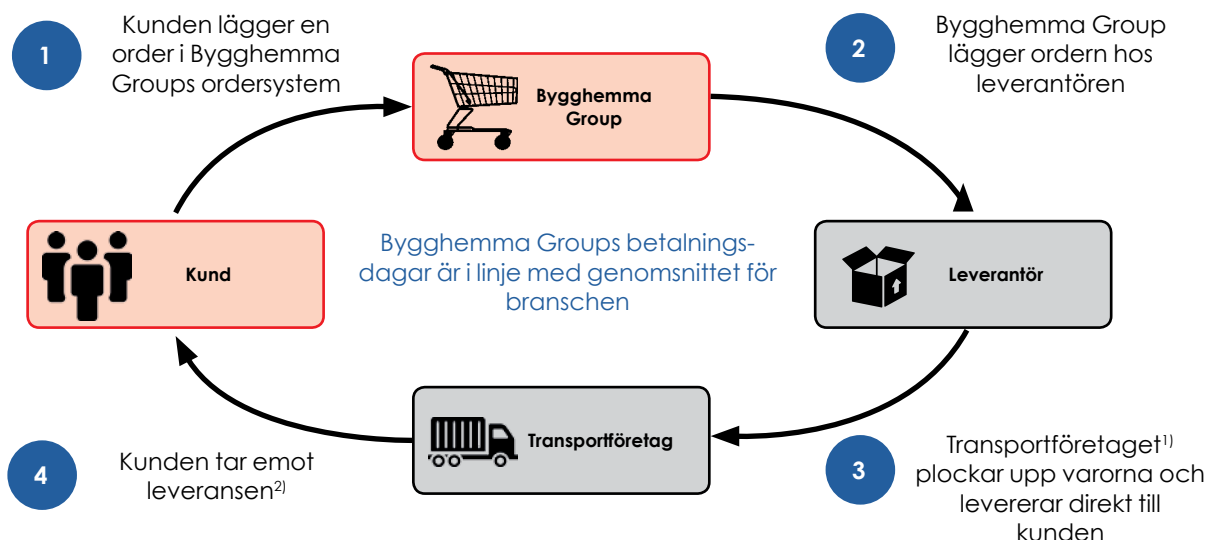 1
Kunden lägger en
order i Bygghemma
Groups ordersystem
2
Bygghemma Group
lägger ordern hos
leverantören
Bygghemma
Group
Kund
Bygghemma Groups betalnings-
dagar är i linje med genomsnittet för
branschen
Leverantör
Transportföretag
4
Kunden tar emot
leveransen2)
3
Transportföretaget1)
plockar upp varorna och
levererar direkt till
kunden